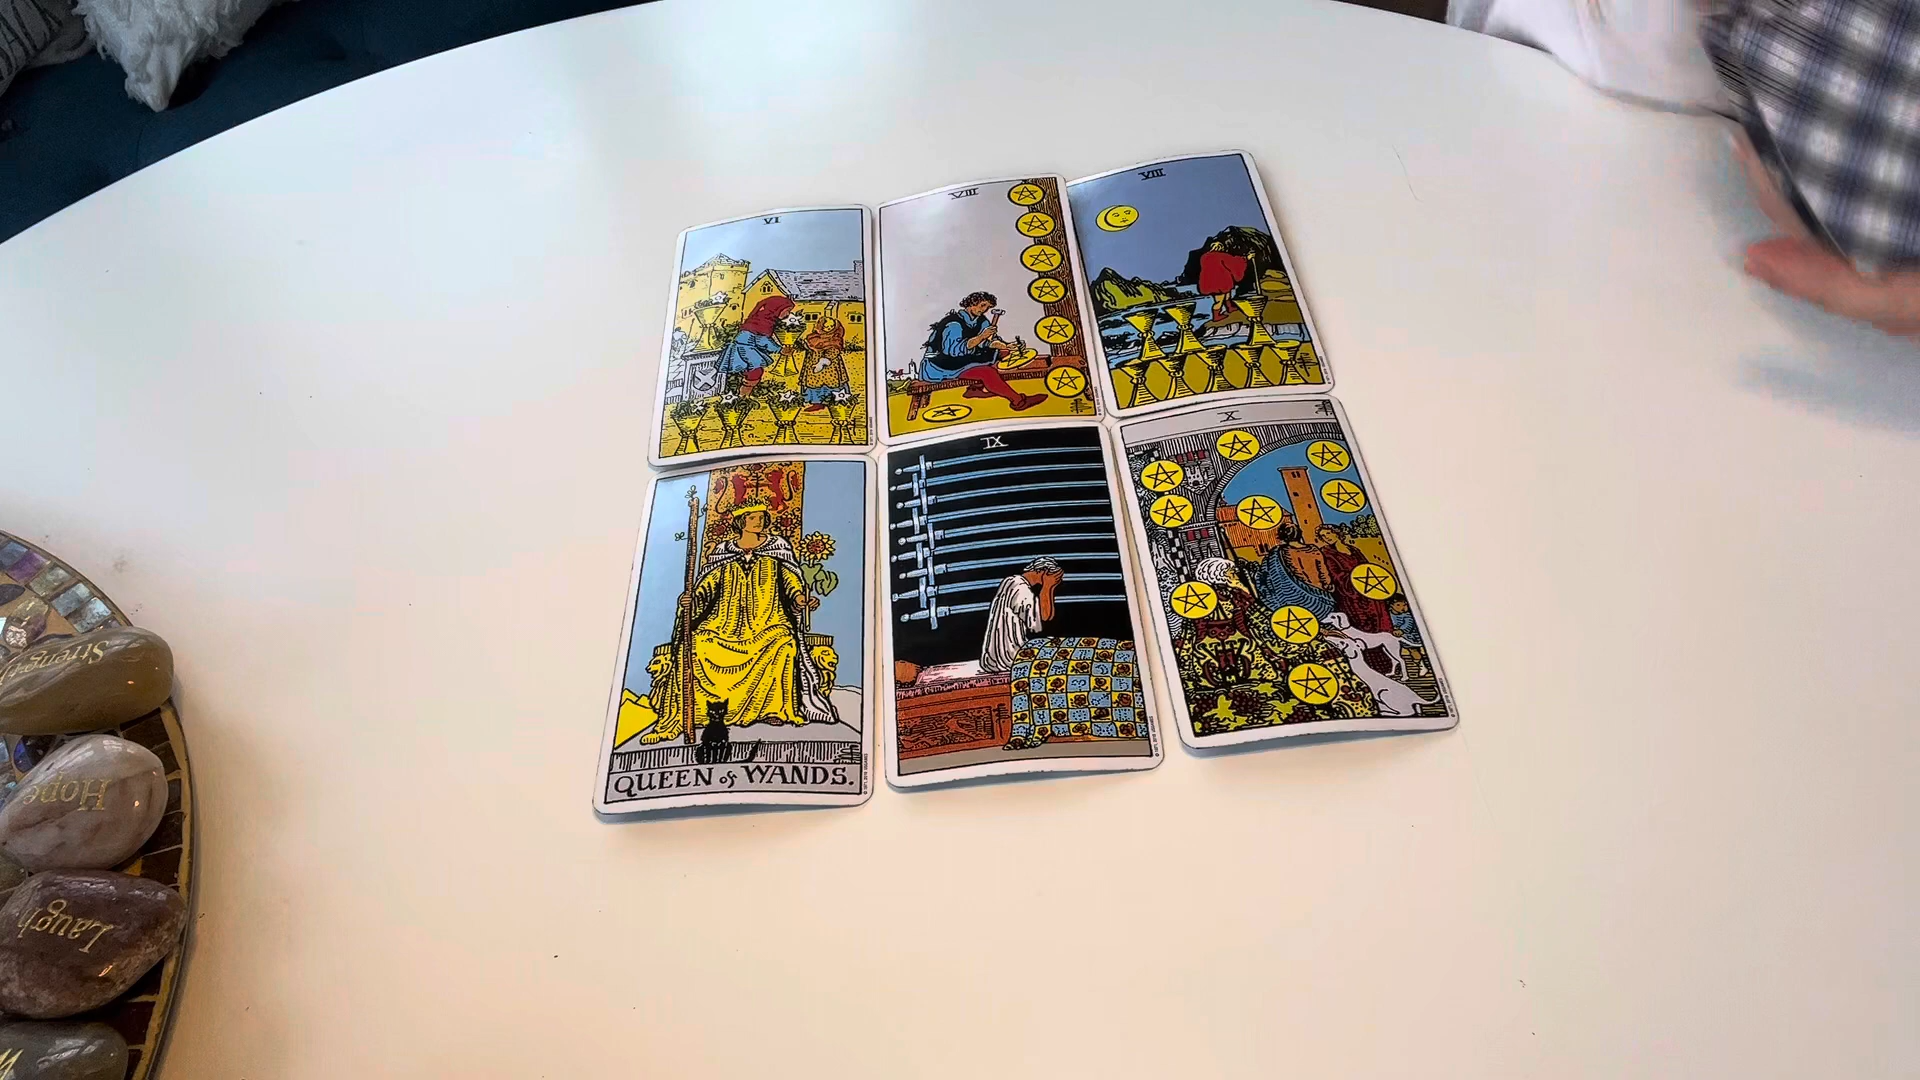 VI
VIII
VIII
QUEEN of WANDS.
IX
X
Strength
Hope
Laugh